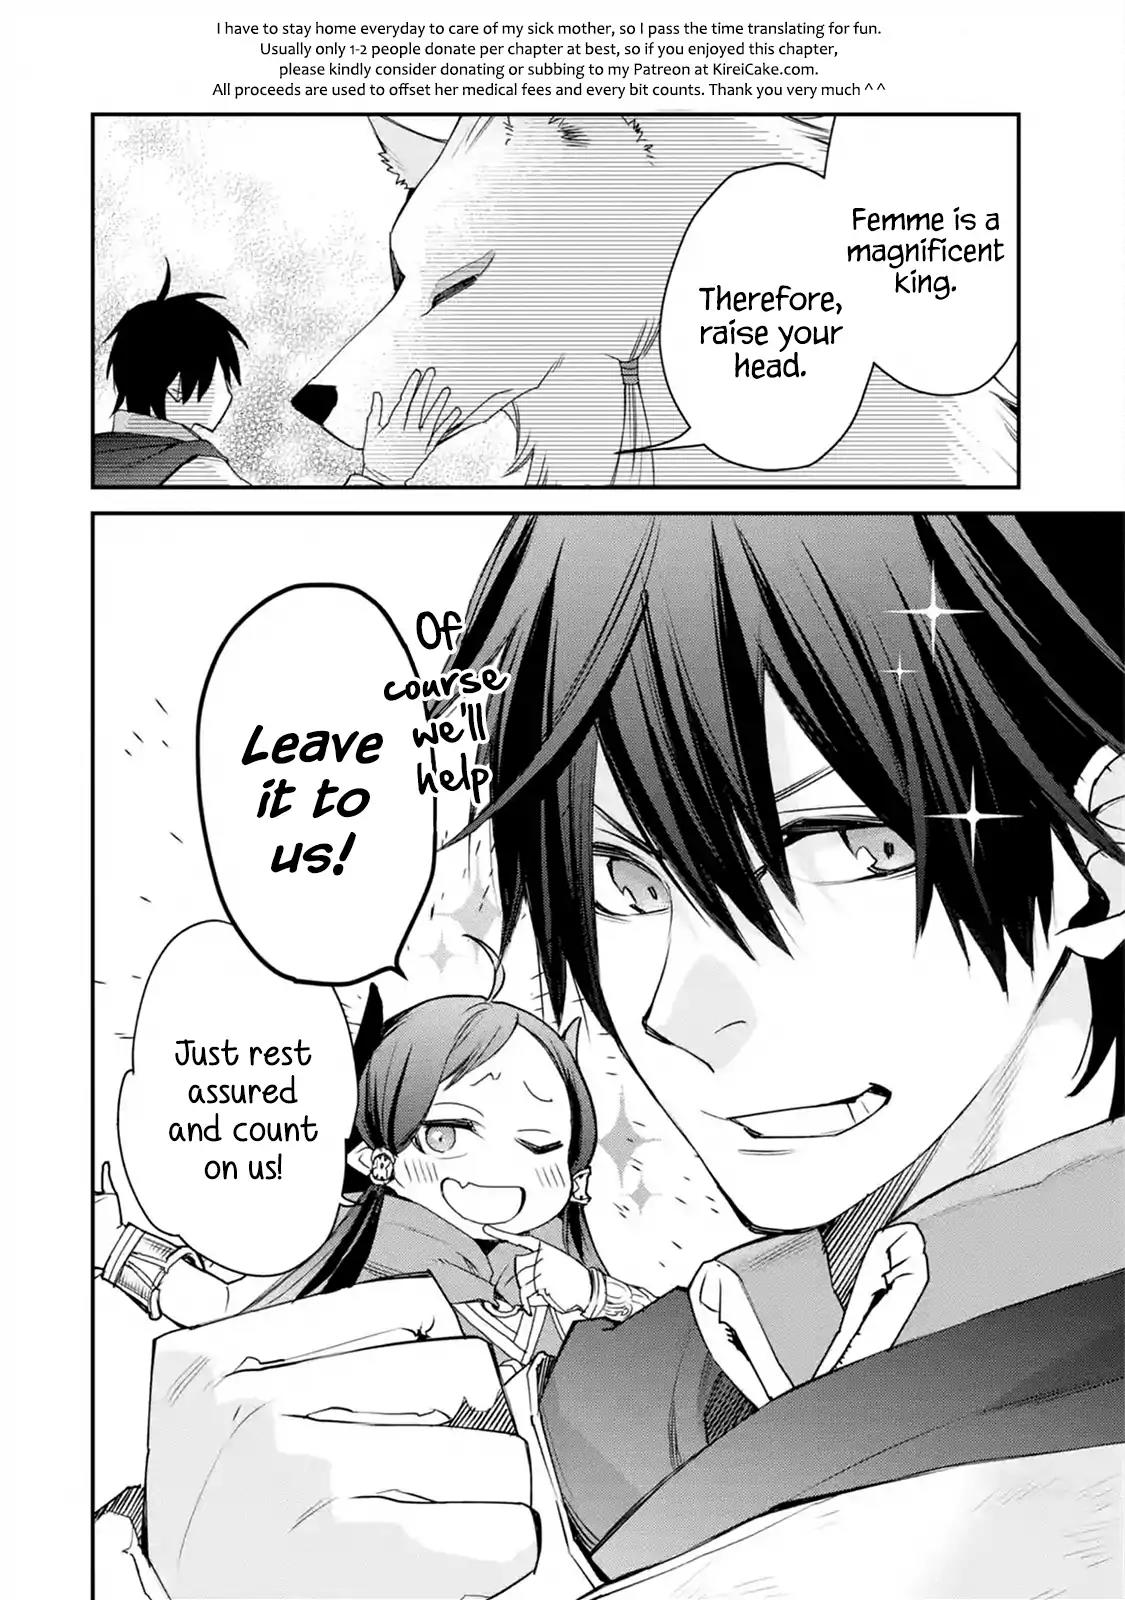 I have to stay home everyday to care of my sick mother, so I pass the time translating for fun.
Usually only 1-2 people donate per chapter at best, so if you enjoyed this chapter,
please kindly consider donating or subbing to my Patreon at KireiCake.com.
All proceeds are used to offset her medical fees and every bit counts. Thank you very much ^ ^
Femme is a
magnificent
king.
Therefore,
raise your
head.
Of
course
we'll
help
Leave
it to
us!
Just rest
assured
and count
on us!